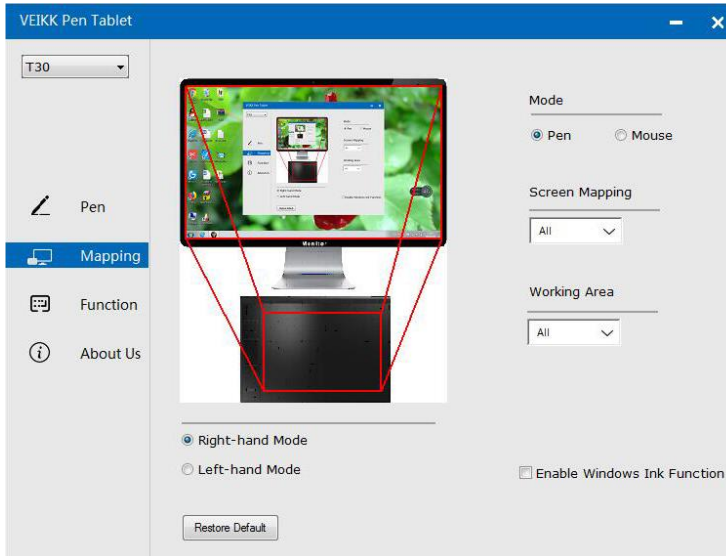 VEIKK Pen Tablet
T30
Pen
Mapping
Function
About Us
Monitor
Right-hand Mode
Left-hand Mode
Restore Default
Mode
Pen Mouse
Screen Mapping
All
Working Area
All
Enable Windows Ink Function